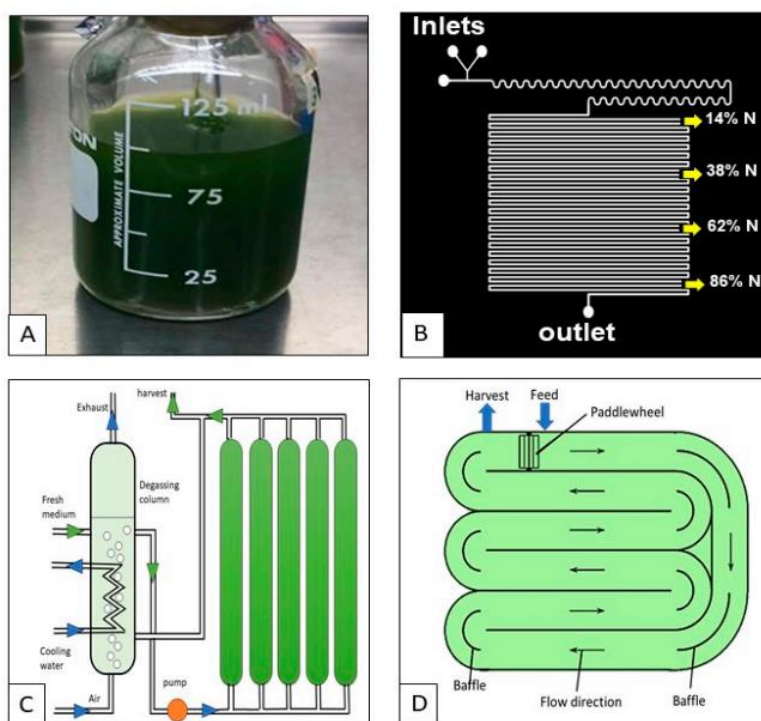 125 ml
ON
APPROXIMATE VOLUME
75
25
A
Inlets
14% N
38% N
62% N
86% N
outlet
B
harvest
Exhaust
Degassing
column
Fresh
medium
Cooling
water
Air
pump
C
Harvest
Feed
Paddlewheel
Baffle
Flow direction
Baffle
D